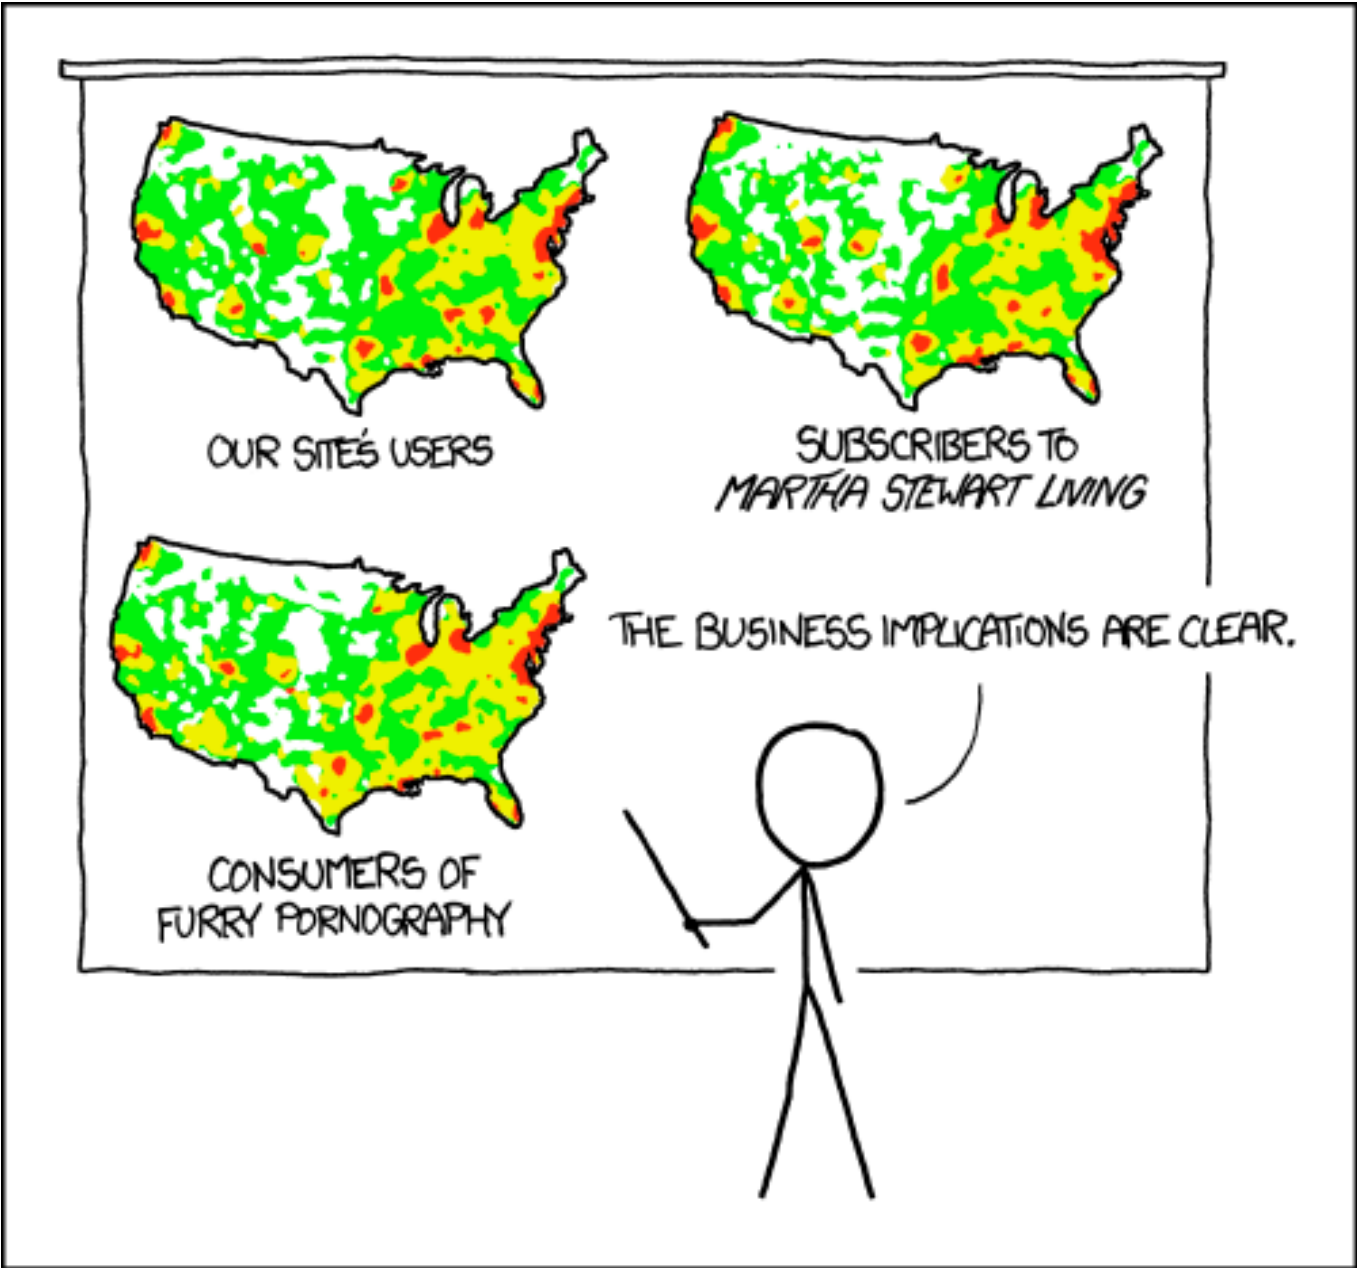 OUR SITE'S USERS
SUBSCRIBERS TO
MARTHA STEWART LIVING
CONSUMERS OF
FURRY PORNOGRAPHY
THE BUSINESS IMPLICATIONS ARE CLEAR.